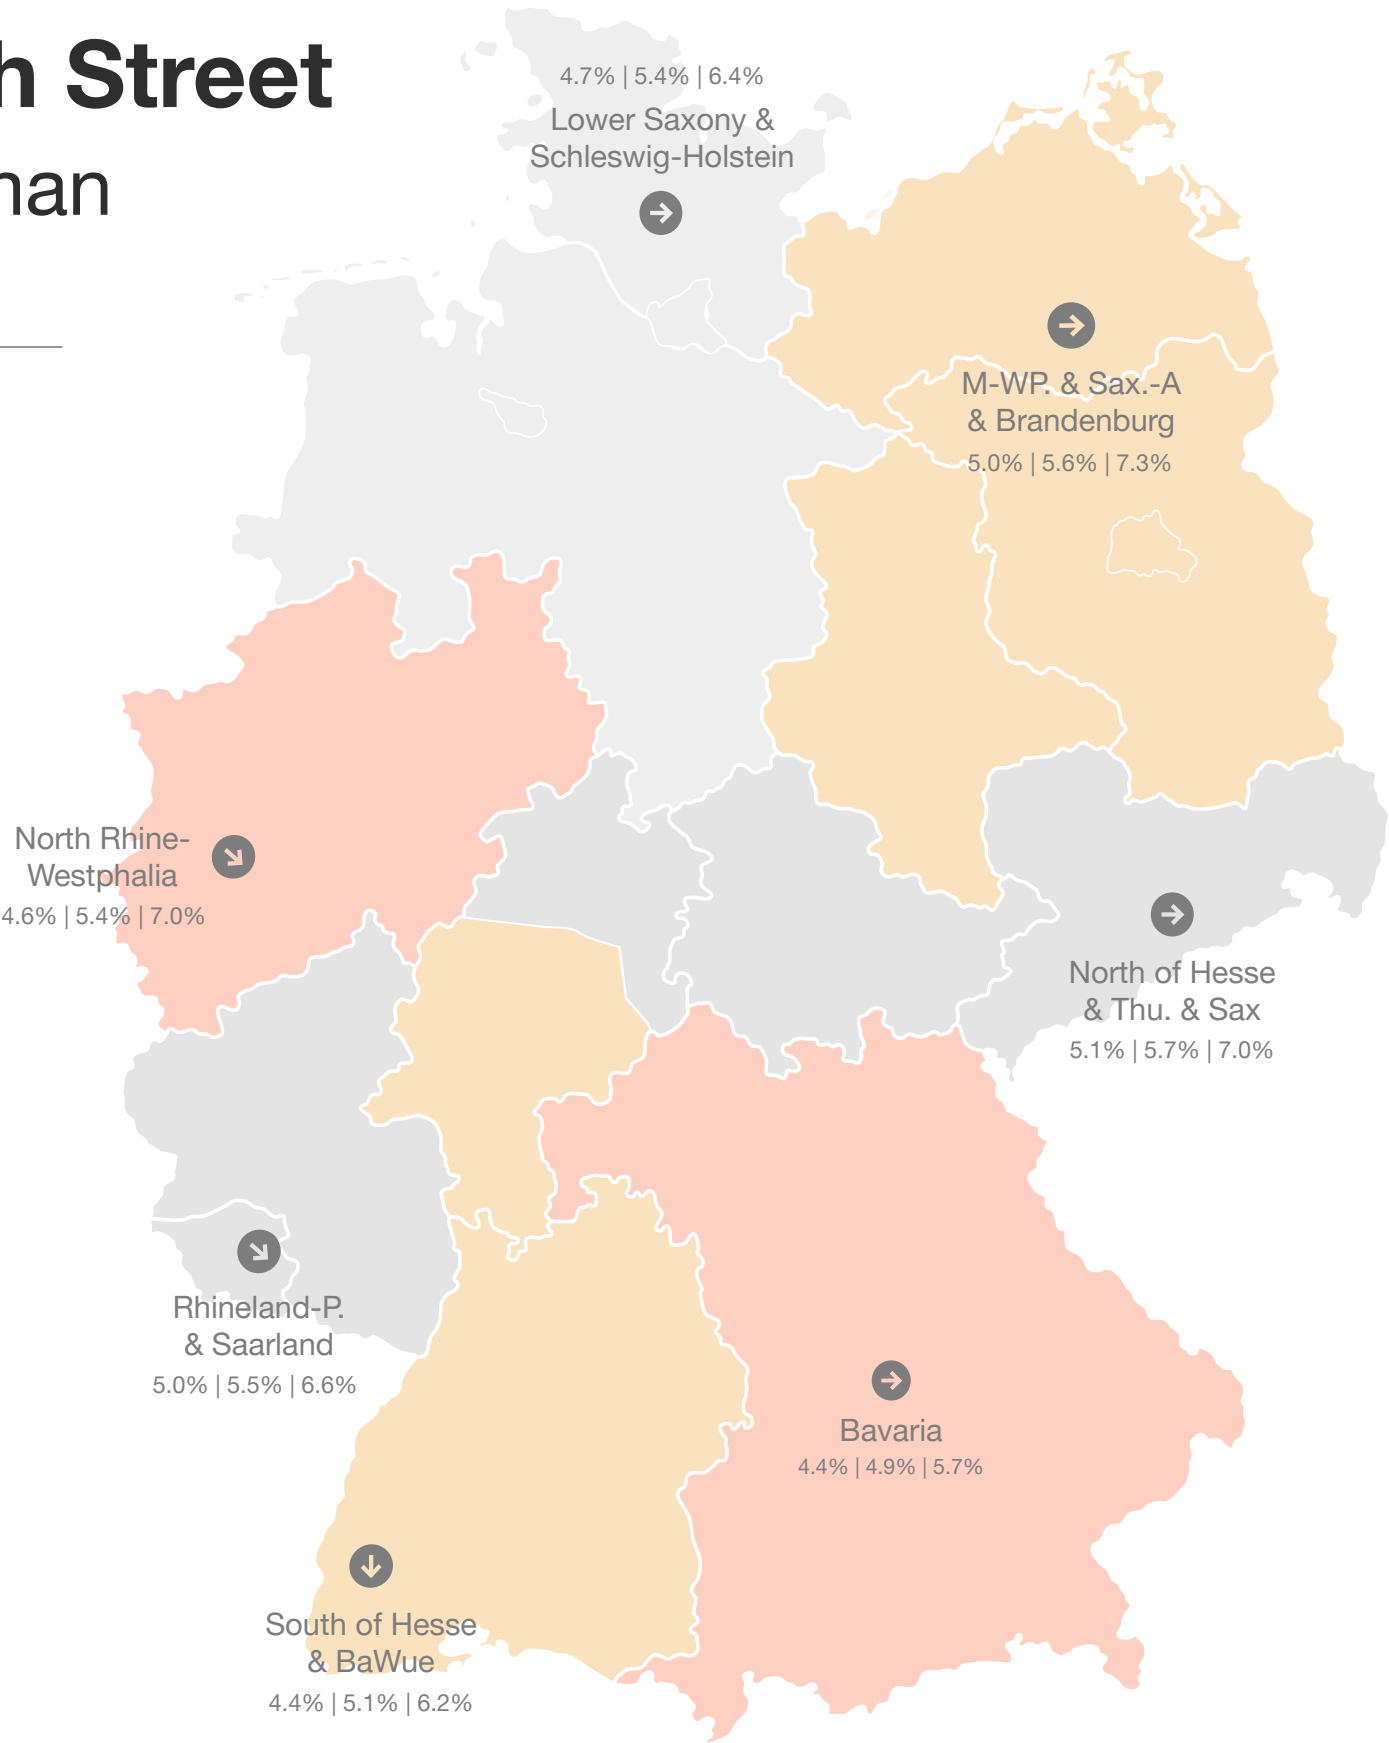 h Street
nan
4.7% | 5.4% | 6.4%
Lower Saxony &
Schleswig-Holstein
M-WP. & Sax.-A
& Brandenburg
5.0% | 5.6% | 7.3%
North Rhine-
Westphalia
4.6% | 5.4% | 7.0%
North of Hesse
& Thu. & Sax
5.1% | 5.7% | 7.0%
Rhineland-P.
& Saarland
5.0% | 5.5% | 6.6%
Bavaria
4.4% | 4.9% | 5.7%
South of Hesse
& BaWue
4.4% | 5.1% | 6.2%